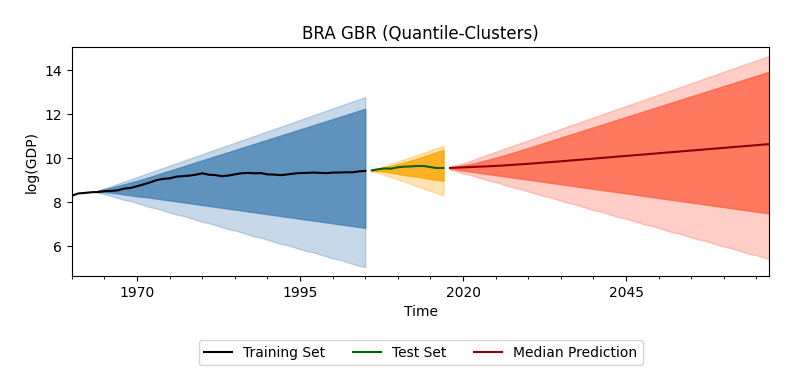 BRA GBR (Quantile-Clusters)
14
12
10
8
6
log(GDP)
1970 1995 2020 2045
Time
Training Set Test Set Median Prediction